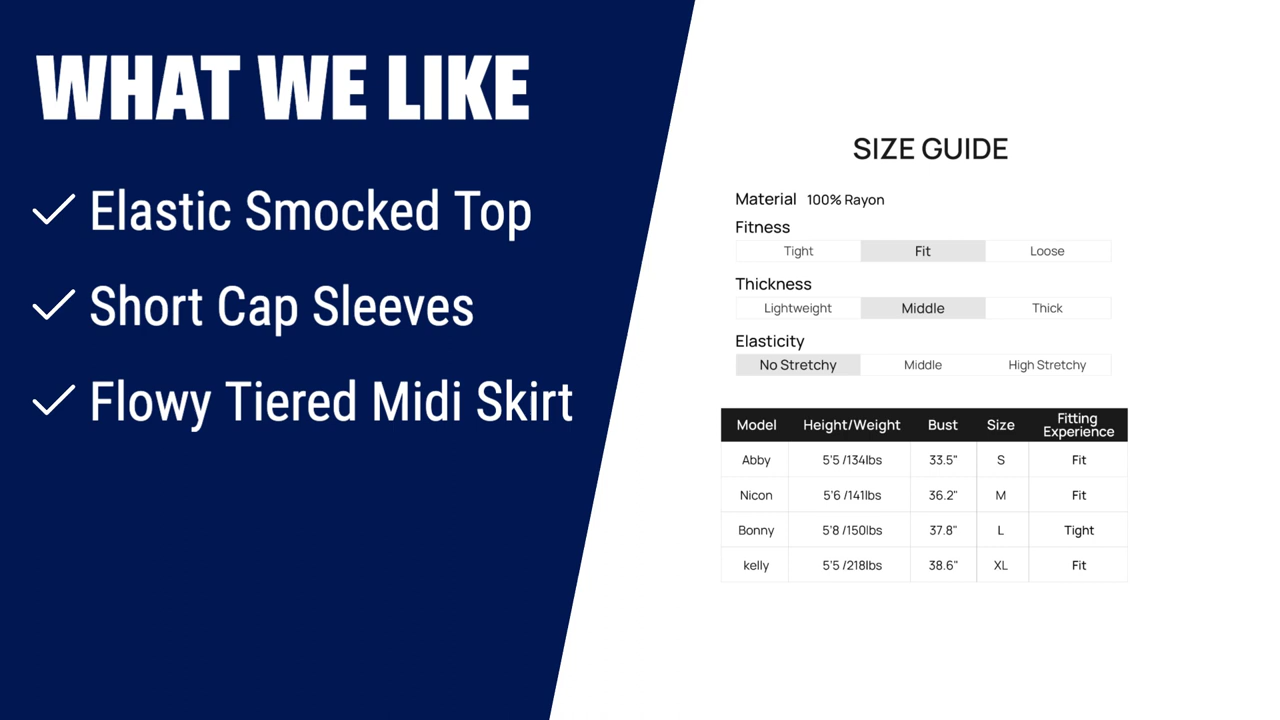 WHAT WE LIKE
Elastic Smocked Top
Short Cap Sleeves
Flowy Tiered Midi Skirt
SIZE GUIDE
Material 100% Rayon
Fitness
Tight Fit Loose
Thickness
Lightweight Middle Thick
Elasticity
No Stretchy Middle High Stretchy
Model Height/Weight Bust Size Fitting Experience
Abby 5'5 /134lbs 33.5" S Fit
Nicon 5'6 /141lbs 36.2" M Fit
Bonny 5'8 /150lbs 37.8" L Tight
kelly 5'5 /218lbs 38.6" XL Fit